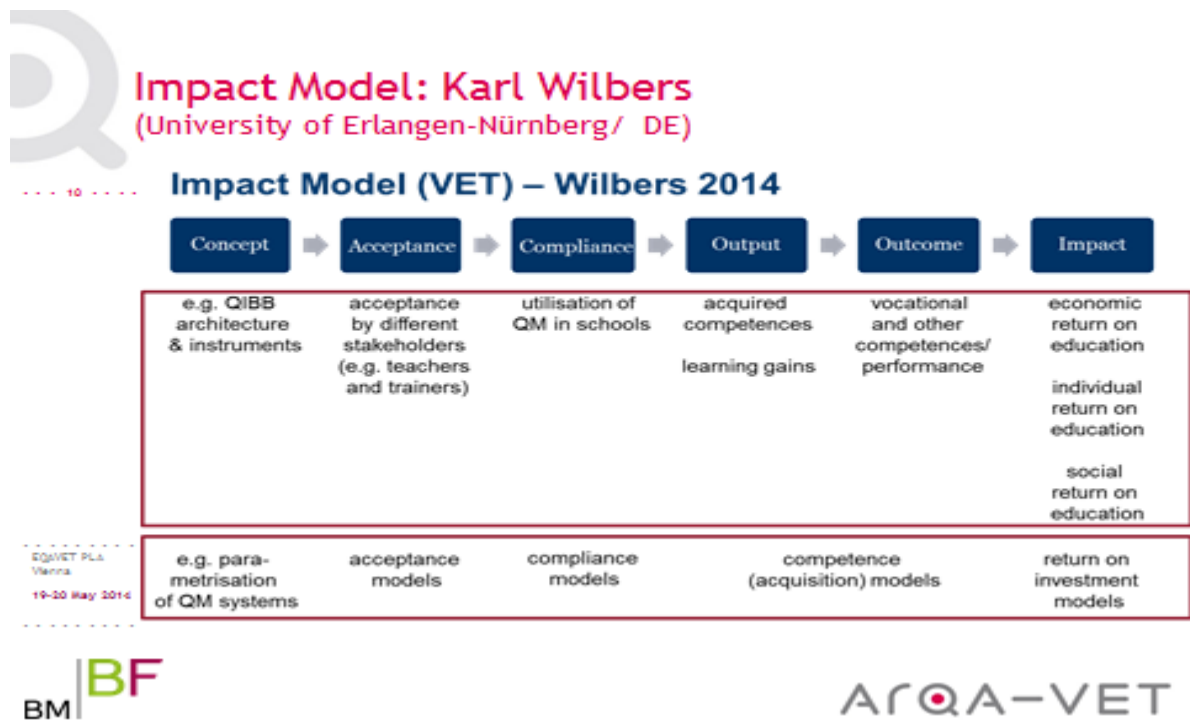 Impact Model: Karl Wilbers
(University of Erlangen-Nürnberg/ DE)
10
Impact Model (VET) – Wilbers 2014
Concept
Acceptance
Compliance
Output
Outcome
Impact
e.g. QIBB
architecture
& instruments
acceptance
by different
stakeholders
(e.g. teachers
and trainers)
utilisation of
QM in schools
acquired
competences
learning gains
vocational
and other
competences/
performance
economic
return on
education
individual
return on
education
social
return on
education
e.g. para-
metrisation
of QM systems
acceptance
models
compliance
models
competence
(acquisition) models
return on
investment
models
EQAVET PLA
Vienna
19-20 May 2014
BM BF
ARQA-VET